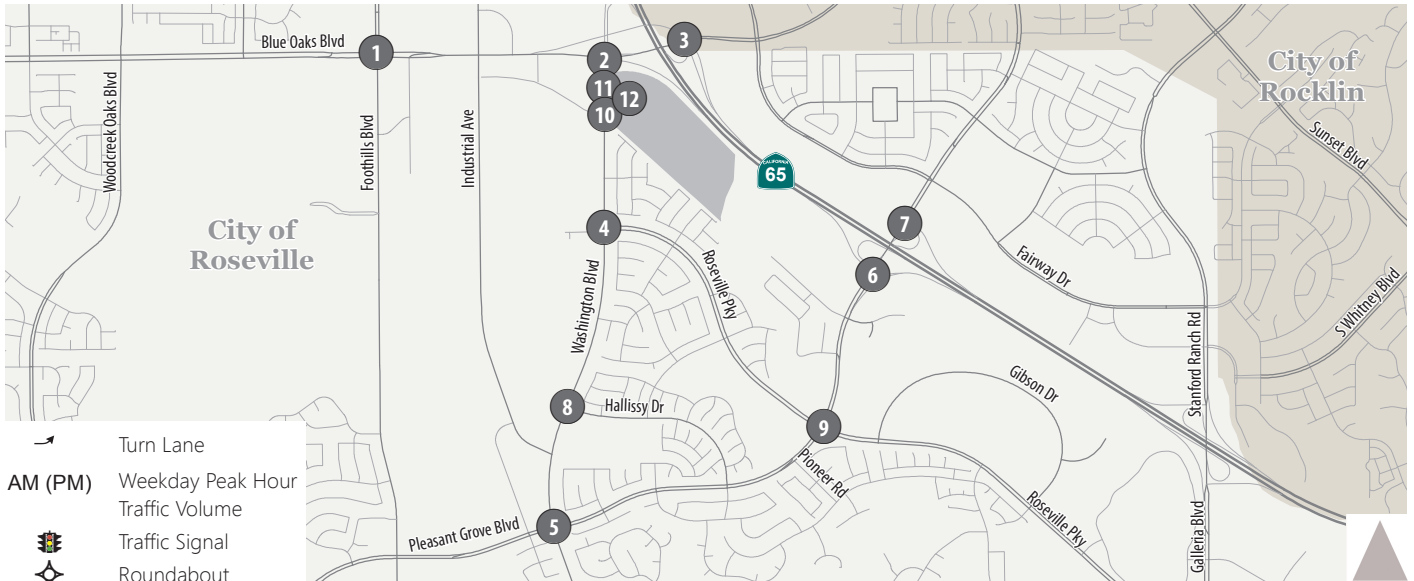 Blue Oaks Blvd
1
2
3
11
12
10
City of
Rocklin
Sunset Blvd
Woodcreek Oaks Blvd
Foothills Blvd
Industrial Ave
CALIFORNIA
65
City of
Roseville
4
7
6
Roseville Pky
Fairway Dr
S Whitney Blvd
Washington Blvd
Stanford Ranch Rd
Gibson Dr
8
Hallissy Dr
9
Pioneer Rd
Roseville Pky
Galleria Blvd
5
Pleasant Grove Blvd
Turn Lane
AM (PM)
Weekday Peak Hour
Traffic Volume
Traffic Signal
Roundabout